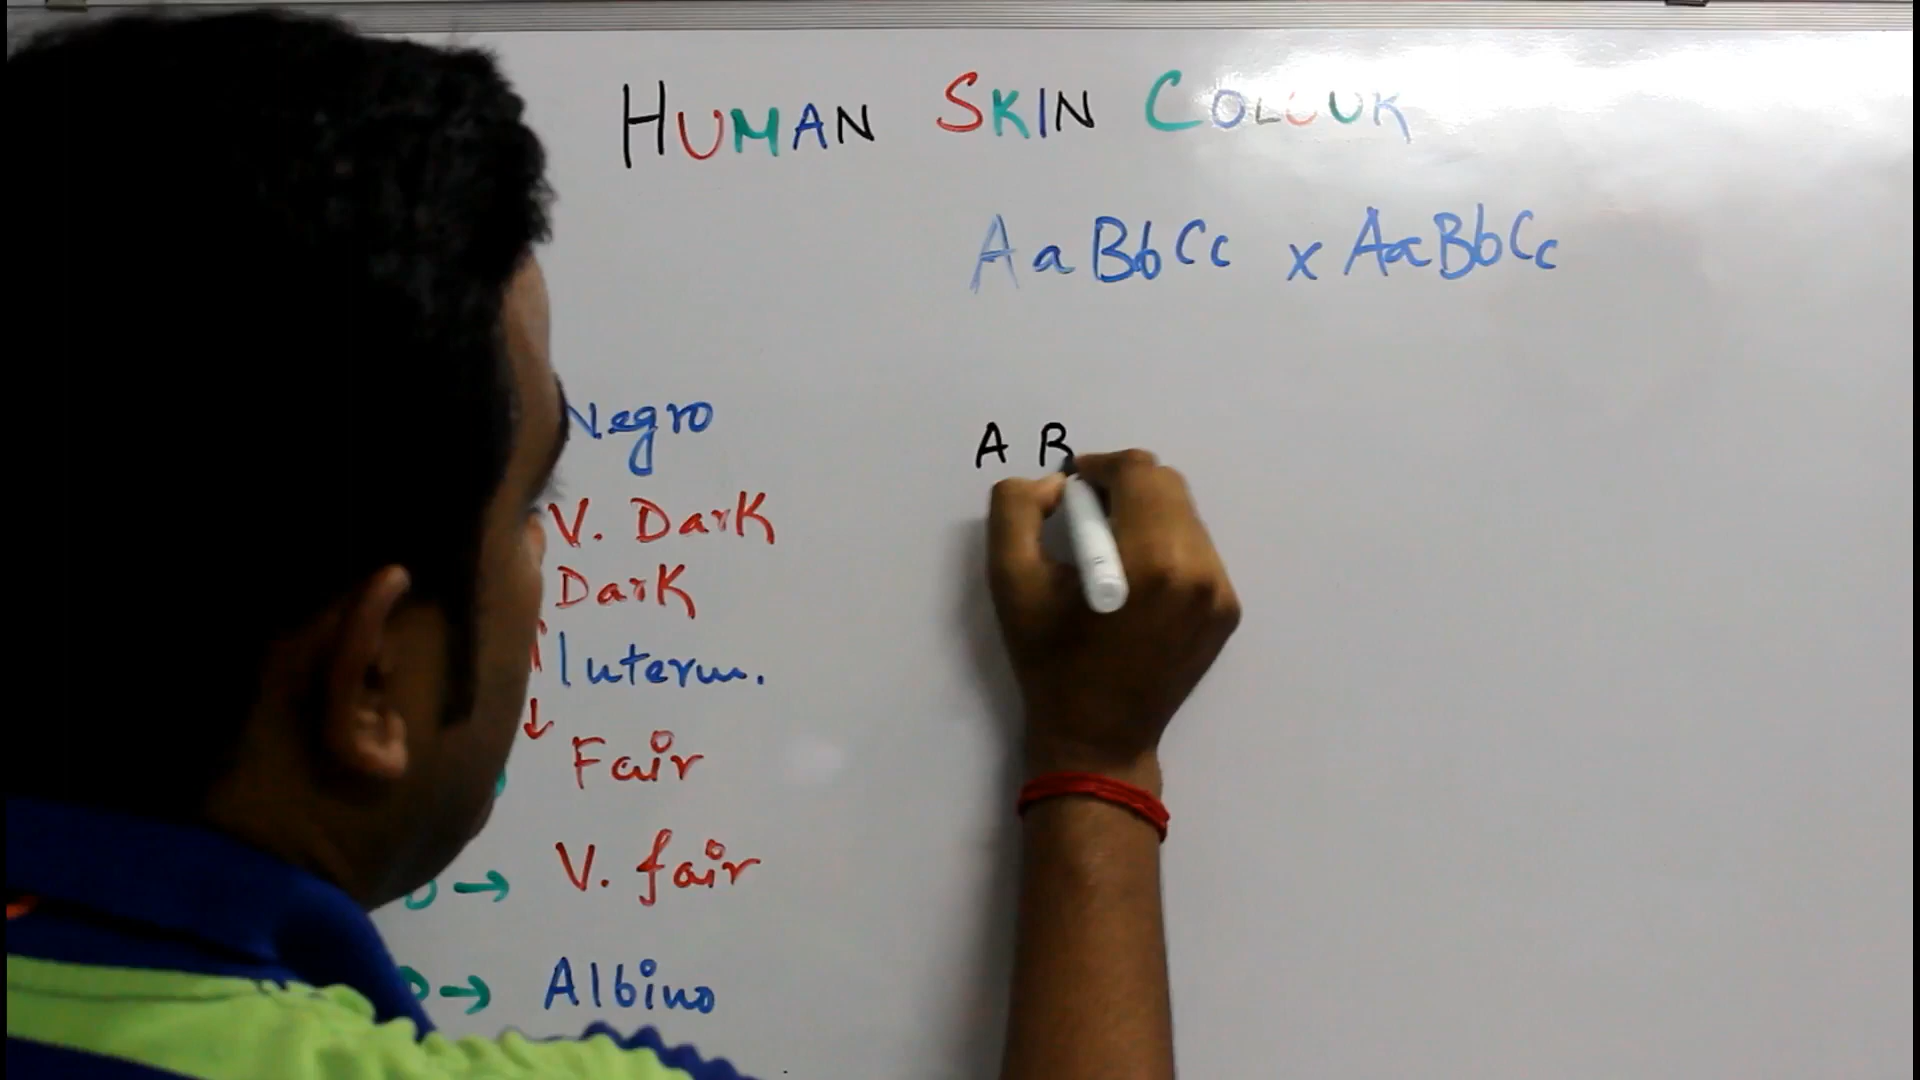 HUMAN SKIN COLOUR
AaBbCc x AaBbCc
Negro
A B
V. Dark
Dark
Interm.
Fair
V. fair
Albino